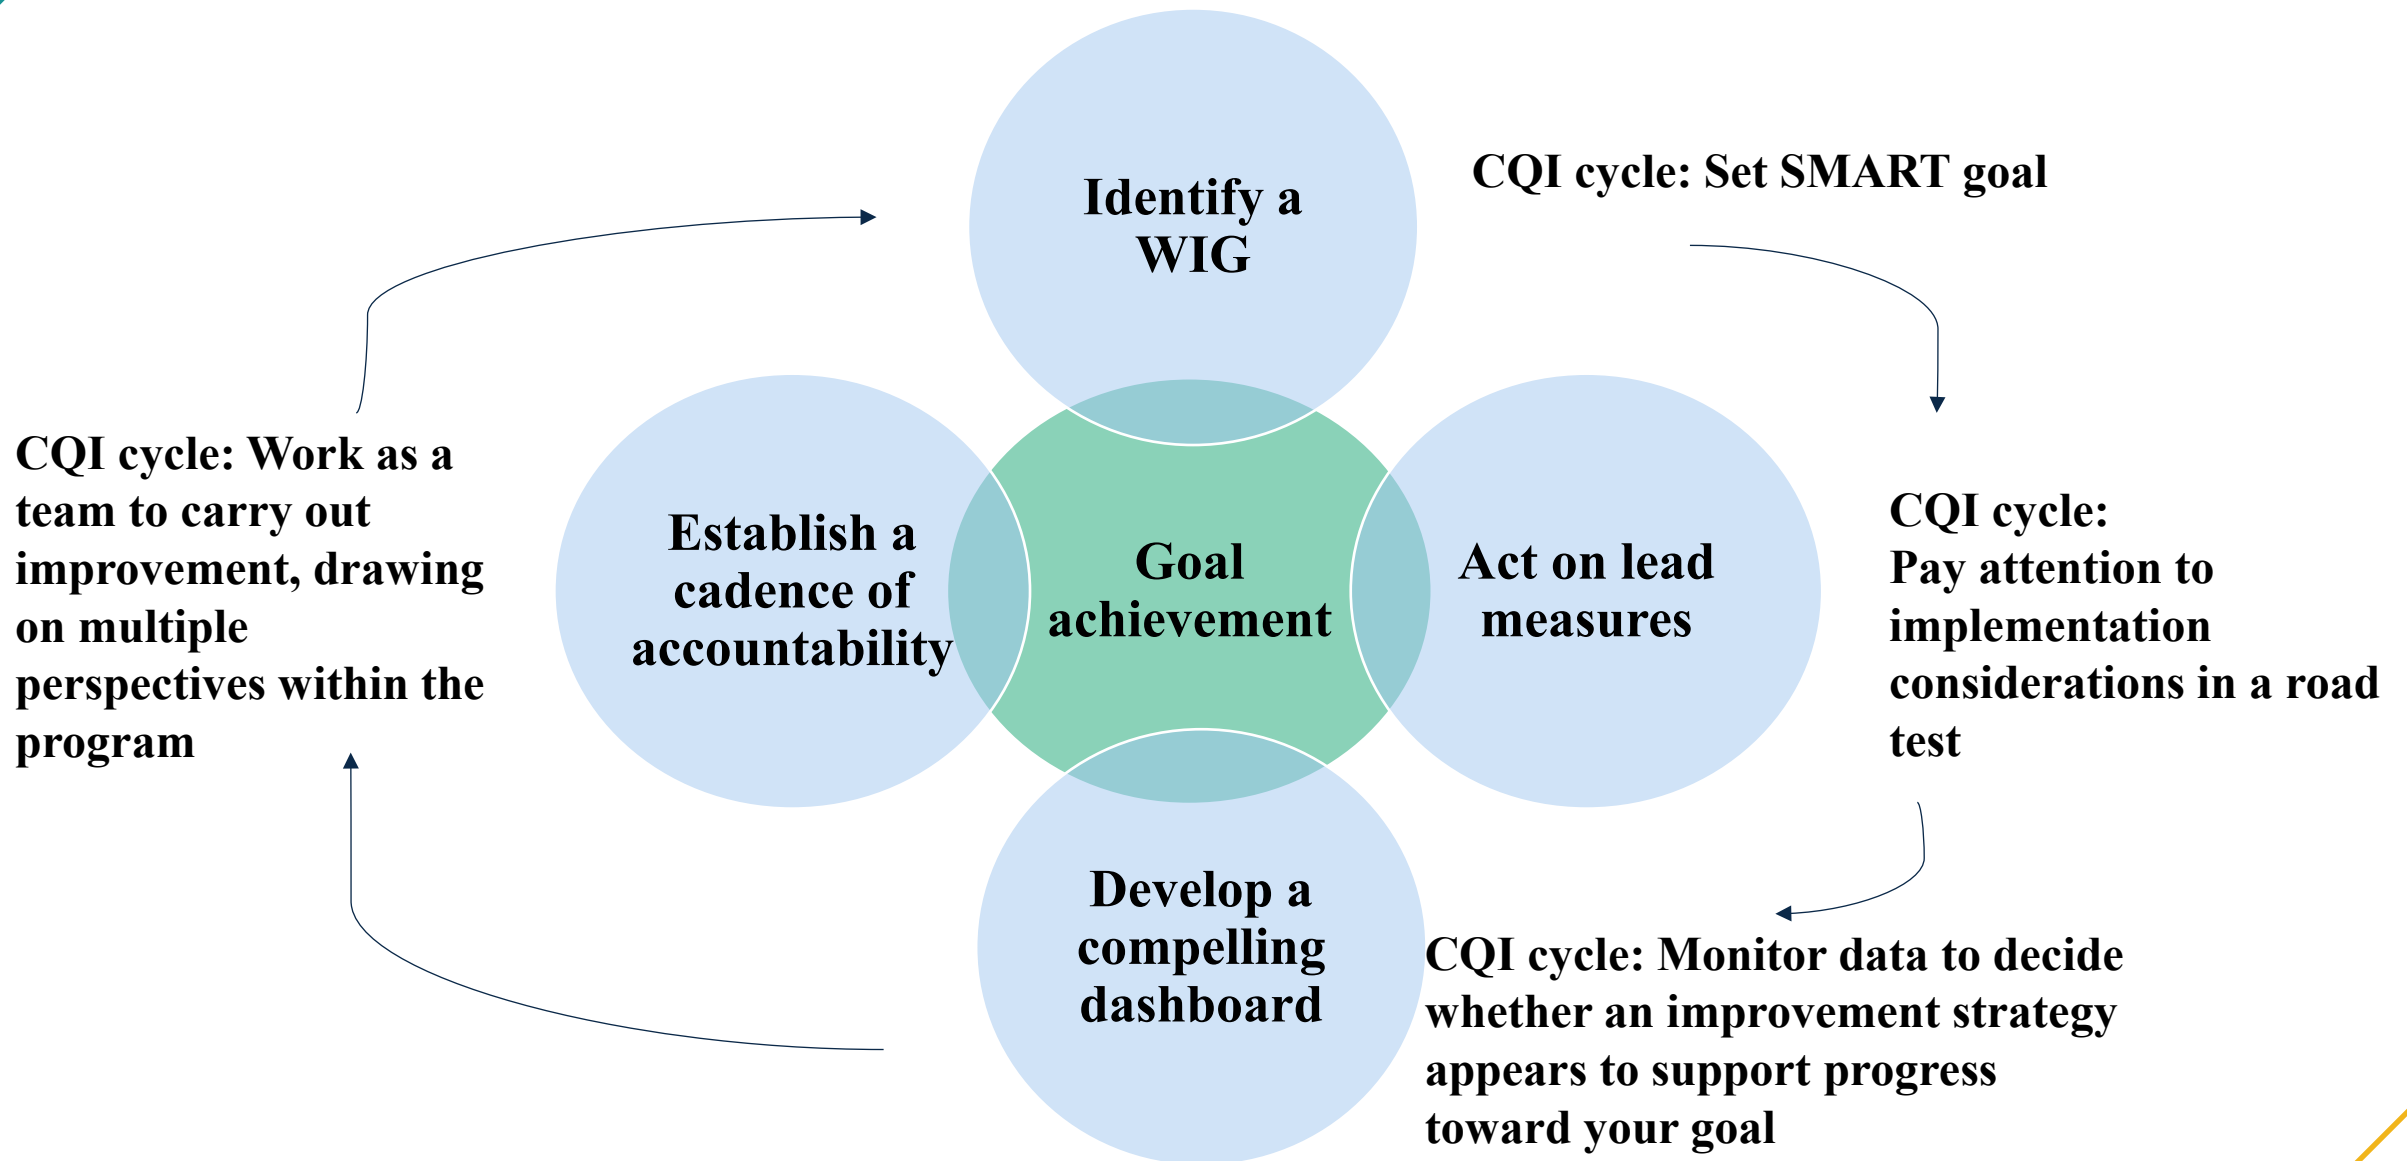 Identify a
WIG
CQI cycle: Set SMART goal
CQI cycle: Work as a
team to carry out
improvement, drawing
on multiple
perspectives within the
program
Establish a
cadence of
accountability
Goal
achievement
Act on lead
measures
CQI cycle:
Pay attention to
implementation
considerations in a road
test
Develop a
compelling
dashboard
CQI cycle: Monitor data to decide
whether an improvement strategy
appears to support progress
toward your goal